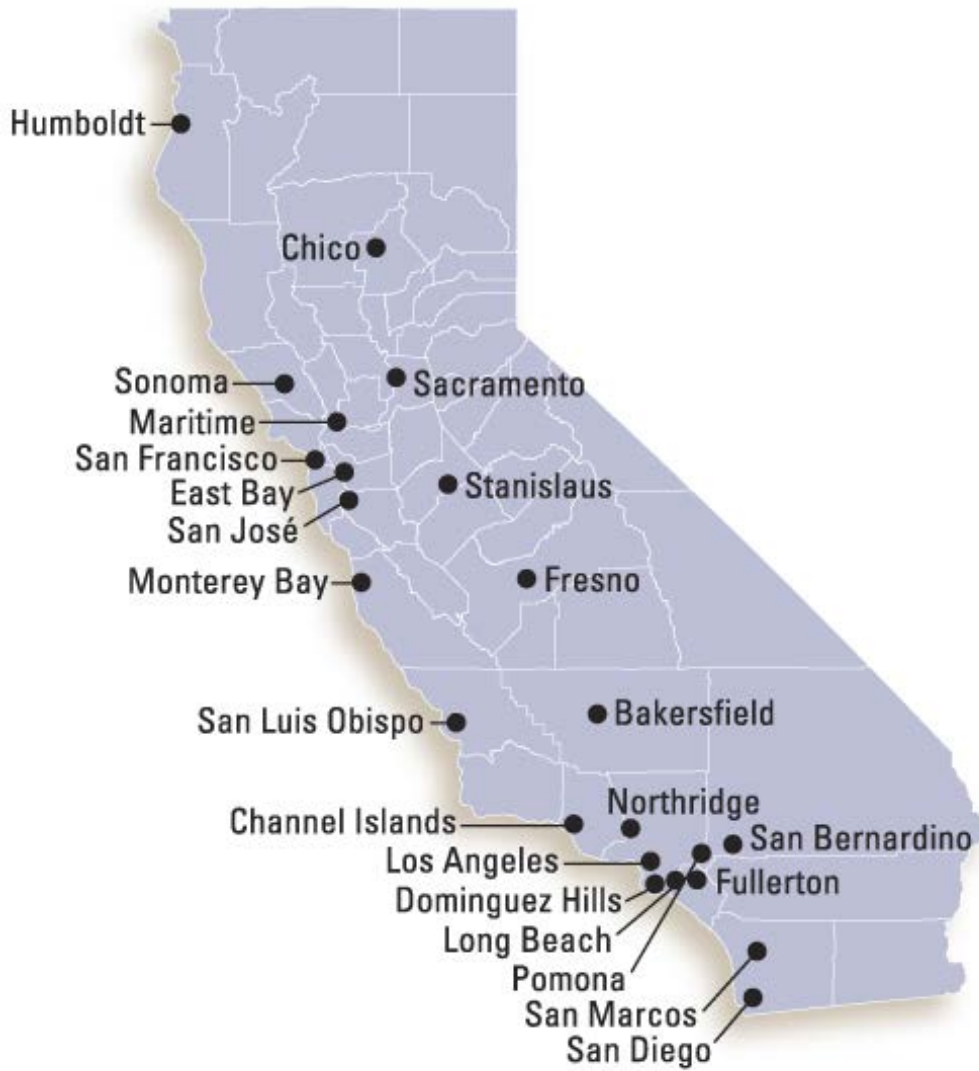 Humboldt
Chico
Sonoma
Sacramento
Maritime
San Francisco
East Bay
Stanislaus
San José
Monterey Bay
Fresno
San Luis Obispo
Bakersfield
Northridge
Channel Islands
San Bernardino
Los Angeles
Fullerton
Dominguez Hills
Long Beach
Pomona
San Marcos
San Diego